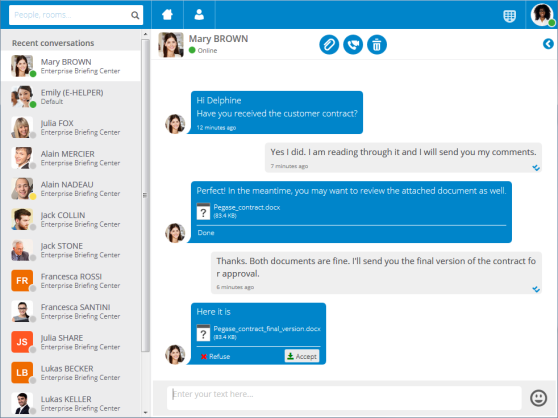 People, rooms...
Recent conversations
Mary BROWN
Enterprise Briefing Center
Emily (E-HELPER)
Default
Julia FOX
Enterprise Briefing Center
Alain MERCIER
Enterprise Briefing Center
Alain NADEAU
Enterprise Briefing Center
Jack COLLIN
Enterprise Briefing Center
Jack STONE
Enterprise Briefing Center
FR
Francesca ROSSI
Enterprise Briefing Center
Francesca SANTINI
Enterprise Briefing Center
JS
Julia SHARE
Enterprise Briefing Center
LB
Lukas BECKER
Enterprise Briefing Center
Lukas KELLER
Enterprise Briefing Center
Mary BROWN
Online
Hi Delphine
Have you received the customer contract?
12 minutes ago
Yes I did. I am reading through it and I will send you my comments.
7 minutes ago
Perfect! In the meantime, you may want to review the attached document as well.
?
Pegase_contract.docx
(83.4 KB)
Done
Thanks. Both documents are fine. I'll send you the final version of the contract fo
r approval.
6 minutes ago
Here it is
?
Pegase_contract_final_version.docx
(83.4 KB)
Refuse
Accept
Enter your text here...